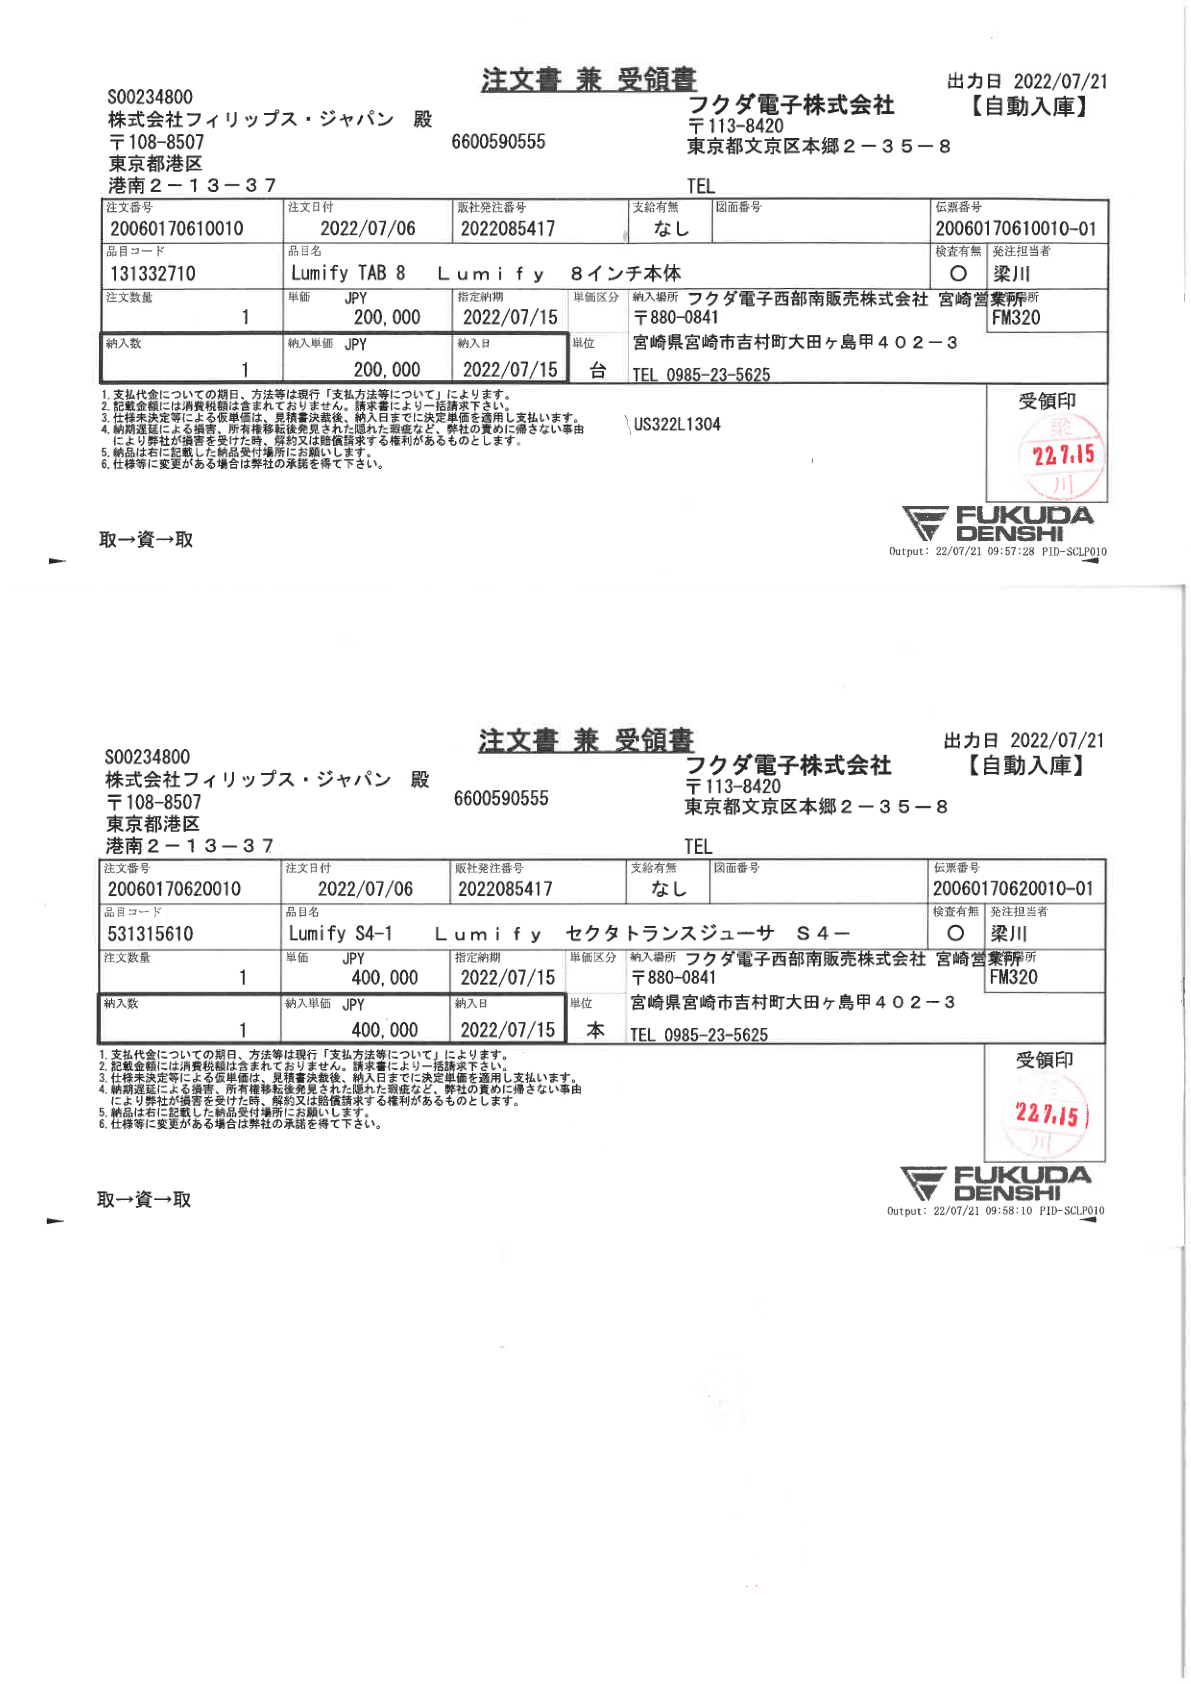 注文書 兼 受領書
出力日 2022/07/21
S00234800
フクダ電子株式会社
【自動入庫】
株式会社フィリップス・ジャパン 殿
〒113-8420
〒108-8507
6600590555
東京都文京区本郷2-35-8
東京都港区
港南2-13-37
TEL
注文番号 注文日付 販社発注番号 支給有無 図面番号 伝票番号
20060170610010 2022/07/06 2022085417 なし 20060170610010-01
品目コード 品目名 検査有無 発注担当者
131332710 Lumify TAB 8 Lumify 8インチ本体 ○ 梁川
注文数量 単価 JPY 指定納期 単価区分 納入場所 フクダ電子西部南販売株式会社 宮崎営業所
1 200,000 2022/07/15 〒880-0841 FM320
納入数 納入単価 JPY 納入日 単位 宮崎県宮崎市吉村町大田ヶ島甲402-3
1 200,000 2022/07/15 台 TEL 0985-23-5625
1. 支払代金についての期日、方法等は現行「支払方法等について」によります。
2. 記載金額には消費税額は含まれておりません。請求書により一括請求下さい。
3. 仕様未決定等による仮単価は、見積書決裁後、納入日までに決定単価を適用し支払います。
4. 納期遅延による損害、所有権移転後発見された隠れた瑕疵など、弊社の責めに帰さない事由
により弊社が損害を受けた時、解約又は賠償請求する権利があるものとします。
5. 納品は右に記載した納品受付場所にお願いします。
6. 仕様等に変更がある場合は弊社の承諾を得て下さい。
US322L1304
受領印
梁
22.7.15
川
取→資→取
FUKUDA
DENSHI
Output: 22/07/21 09:57:28 PID-SCLP010
注文書 兼 受領書
出力日 2022/07/21
S00234800
フクダ電子株式会社
【自動入庫】
株式会社フィリップス・ジャパン 殿
〒113-8420
〒108-8507
6600590555
東京都文京区本郷2-35-8
東京都港区
港南2-13-37
TEL
注文番号 注文日付 販社発注番号 支給有無 図面番号 伝票番号
20060170620010 2022/07/06 2022085417 なし 20060170620010-01
品目コード 品目名 検査有無 発注担当者
531315610 Lumify S4-1 Lumify セクタトランスジューサ S4- ○ 梁川
注文数量 単価 JPY 指定納期 単価区分 納入場所 フクダ電子西部南販売株式会社 宮崎営業所
1 400,000 2022/07/15 〒880-0841 FM320
納入数 納入単価 JPY 納入日 単位 宮崎県宮崎市吉村町大田ヶ島甲402-3
1 400,000 2022/07/15 本 TEL 0985-23-5625
1. 支払代金についての期日、方法等は現行「支払方法等について」によります。
2. 記載金額には消費税額は含まれておりません。請求書により一括請求下さい。
3. 仕様未決定等による仮単価は、見積書決裁後、納入日までに決定単価を適用し支払います。
4. 納期遅延による損害、所有権移転後発見された隠れた瑕疵など、弊社の責めに帰さない事由
により弊社が損害を受けた時、解約又は賠償請求する権利があるものとします。
5. 納品は右に記載した納品受付場所にお願いします。
6. 仕様等に変更がある場合は弊社の承諾を得て下さい。
受領印
'22.7.15
川
取→資→取
FUKUDA
DENSHI
Output: 22/07/21 09:58:10 PID-SCLP010